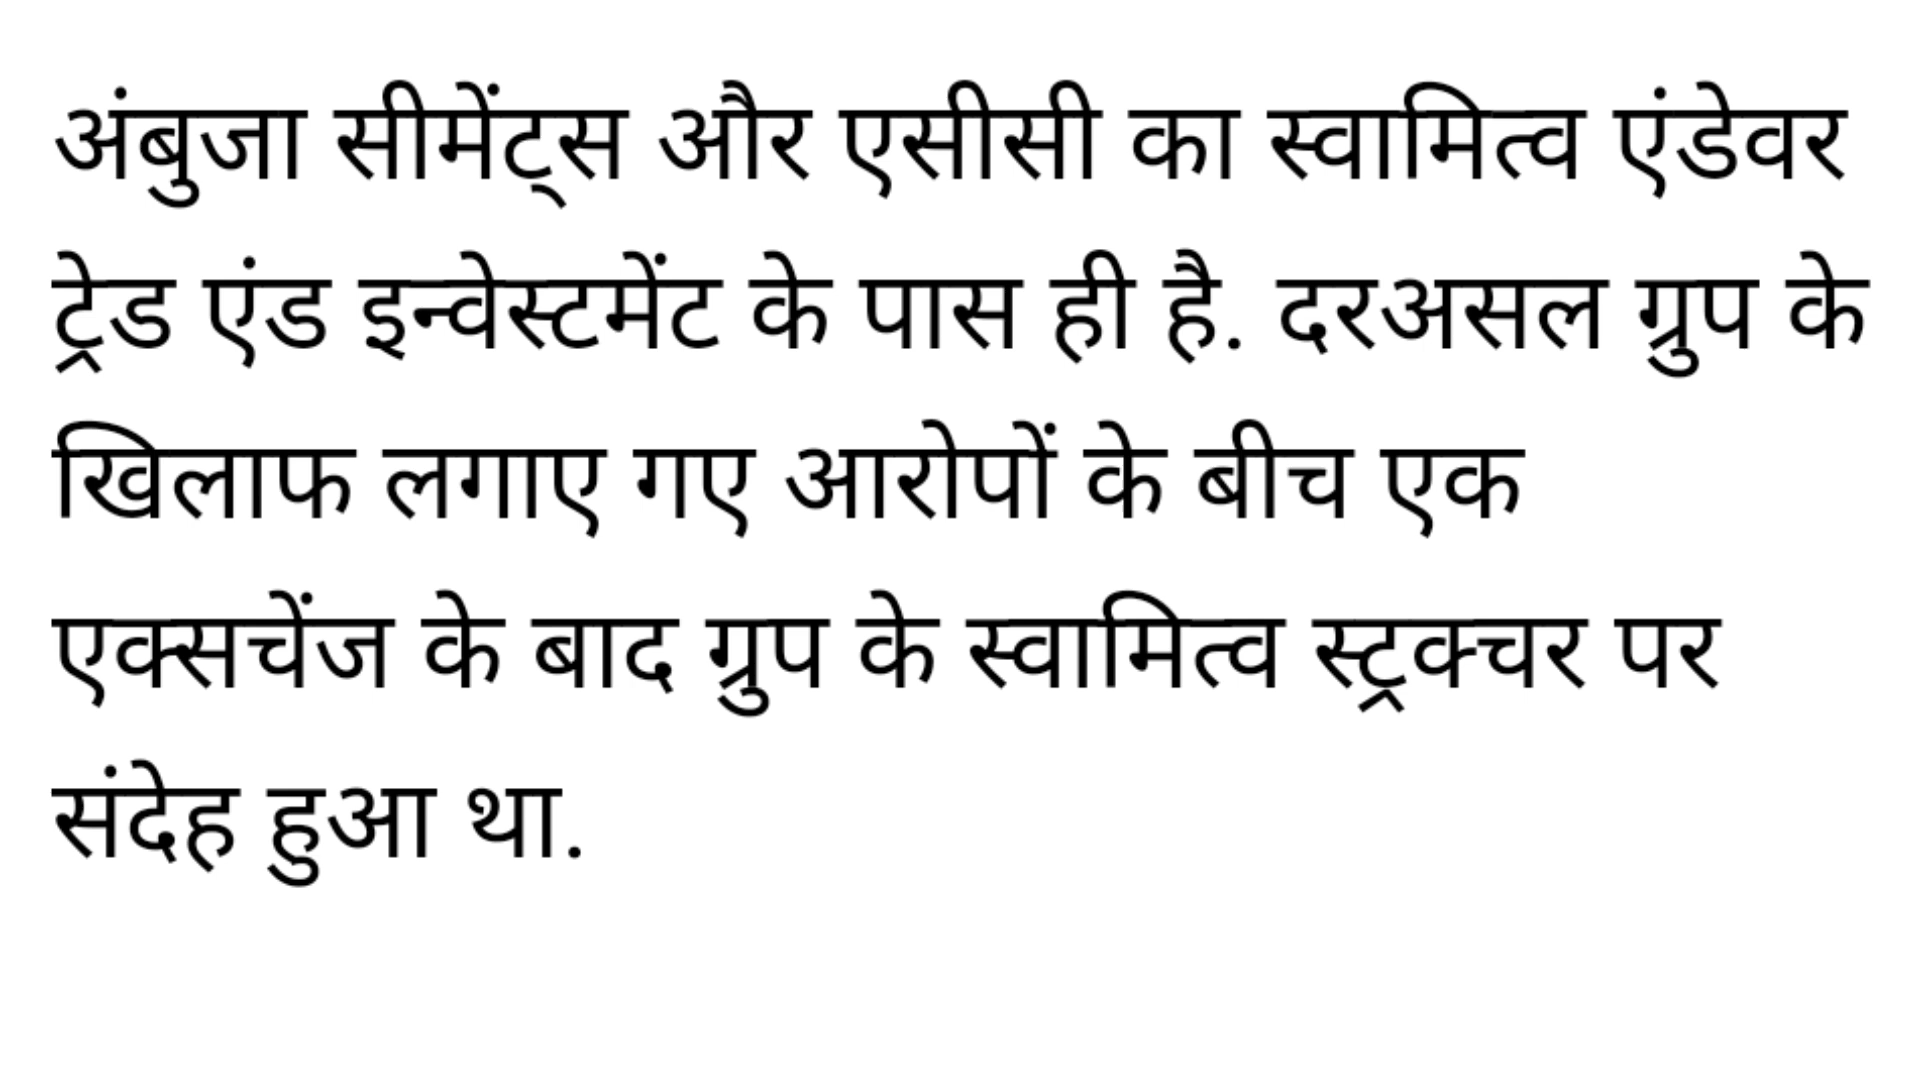 अंबुजा सीमेंट्स और एसीसी का स्वामित्व एंडेवर
ट्रेड एंड इन्वेस्टमेंट के पास ही है. दरअसल ग्रुप के
खिलाफ लगाए गए आरोपों के बीच एक
एक्सचेंज के बाद ग्रुप के स्वामित्व स्ट्रक्चर पर
संदेह हुआ था.